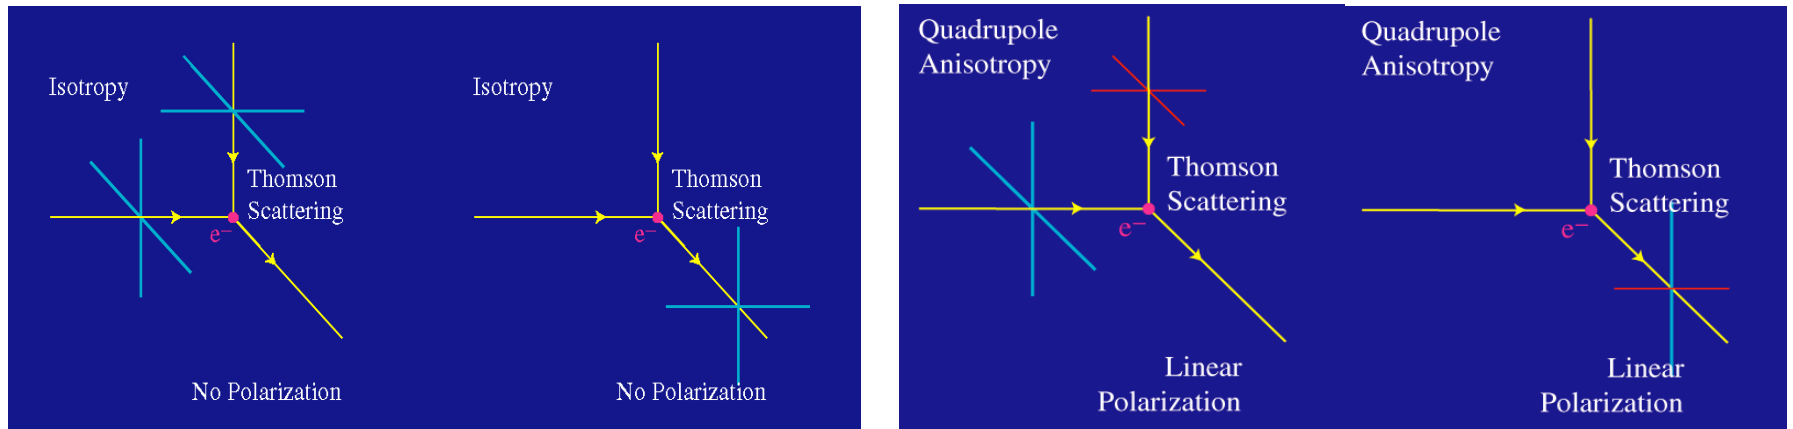 Isotropy
Thomson
Scattering
e⁻
No Polarization
Isotropy
Thomson
Scattering
e⁻
No Polarization
Quadrupole
Anisotropy
Thomson
Scattering
e⁻
Linear
Polarization
Quadrupole
Anisotropy
Thomson
Scattering
e⁻
Linear
Polarization